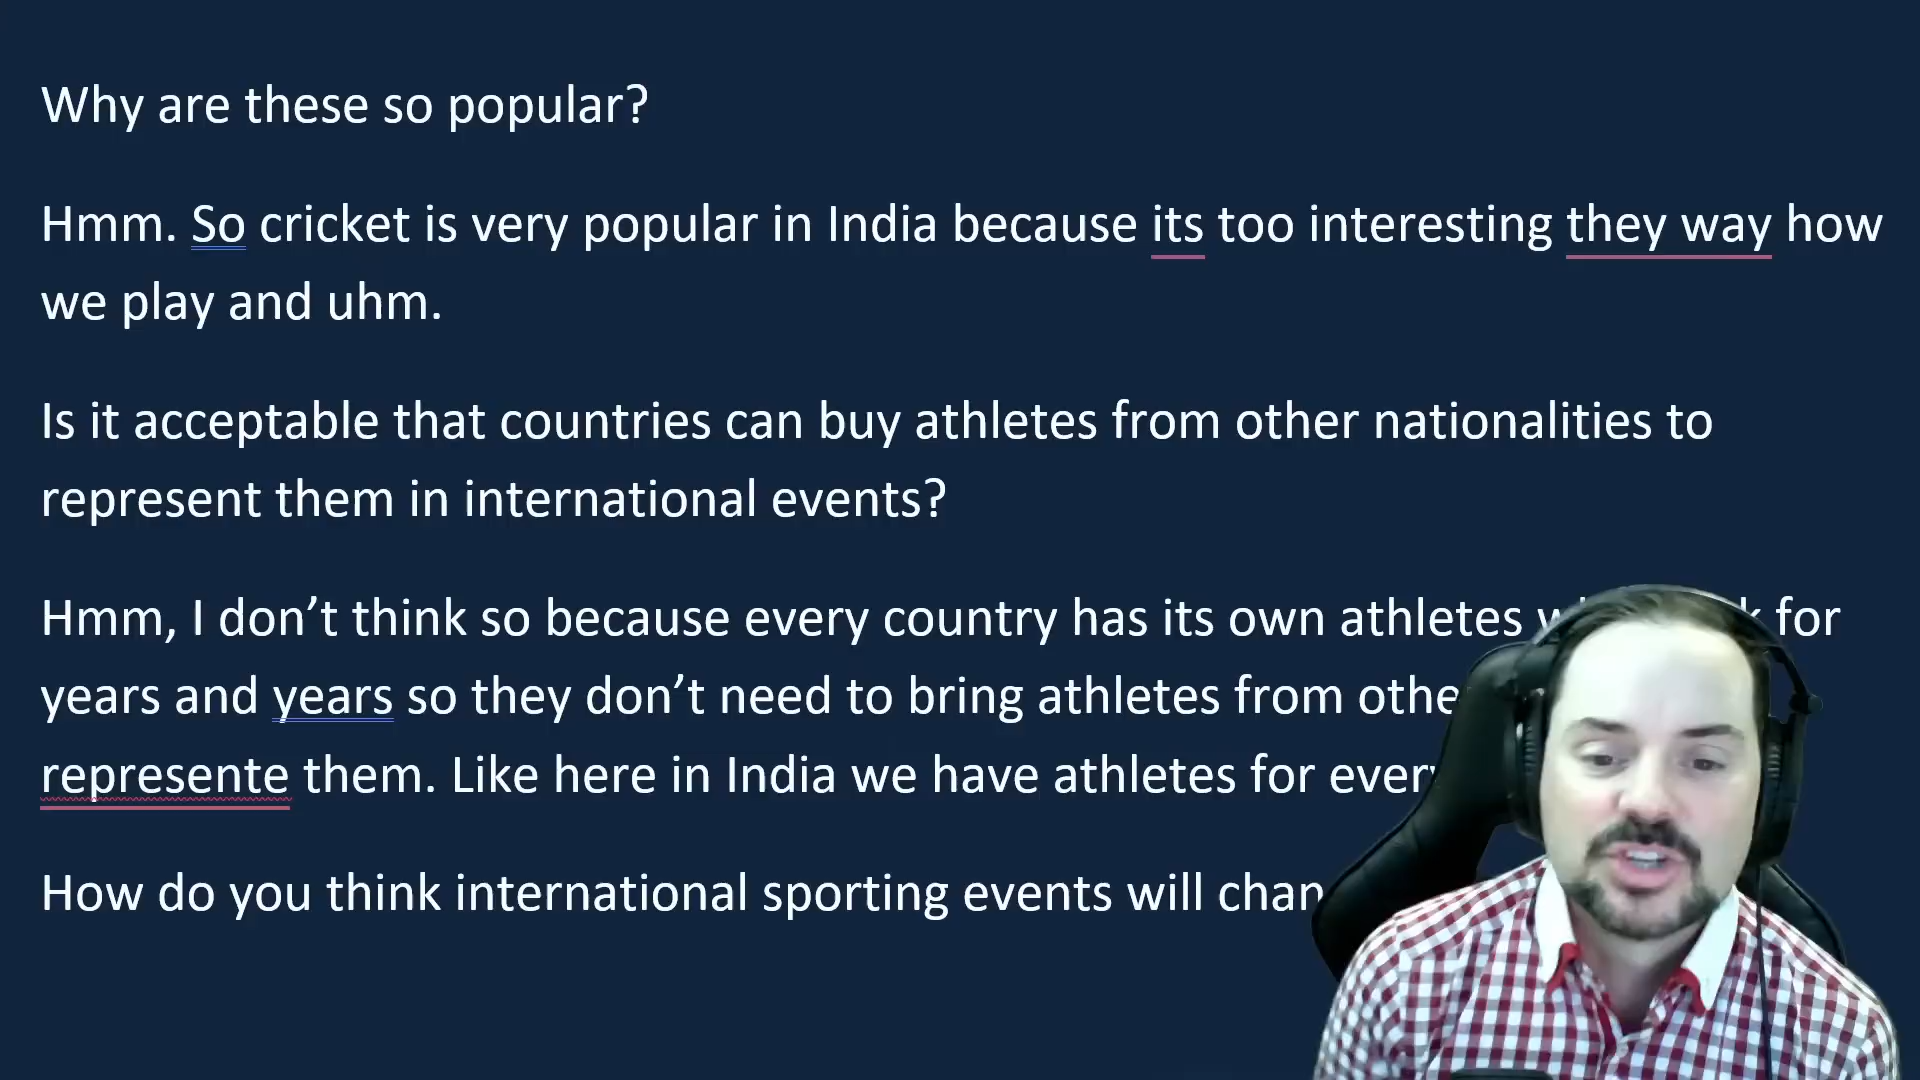 Why are these so popular?
Hmm. So cricket is very popular in India because its too interesting they way how
we play and uhm.
Is it acceptable that countries can buy athletes from other nationalities to
represent them in international events?
Hmm, I don’t think so because every country has its own athletes for
years and years so they don’t need to bring athletes from
represente them. Like here in India we have athletes for
How do you think international sporting events will